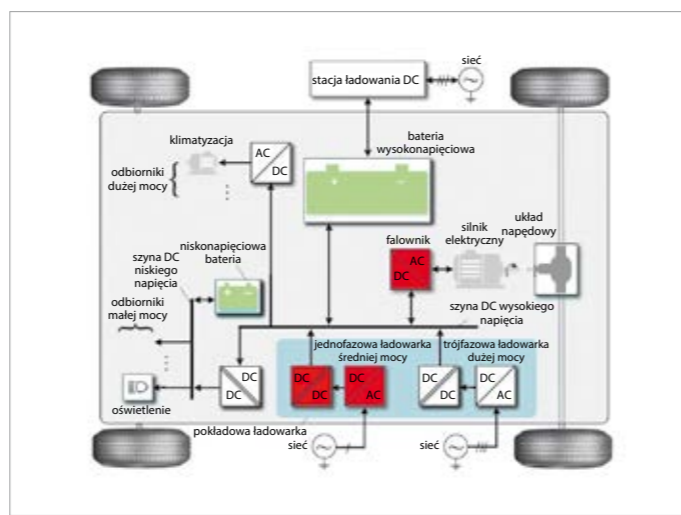 sieć
stacja ładowania DC
klimatyzacja
AC
DC
odbiorniki
dużej mocy
bateria
wysokonapięciowa
układ
napędowy
silnik
elektryczny
falownik
AC
DC
niskonapięciowa
bateria
szyna DC
niskiego
napięcia
odbiorniki
małej mocy
szyna DC wysokiego
napięcia
jednofazowa ładowarka
średniej mocy
trójfazowa ładowarka
dużej mocy
DC
DC
DC
DC
DC
AC
DC
DC
DC
AC
oświetlenie
pokładowa ładowarka
sieć
sieć